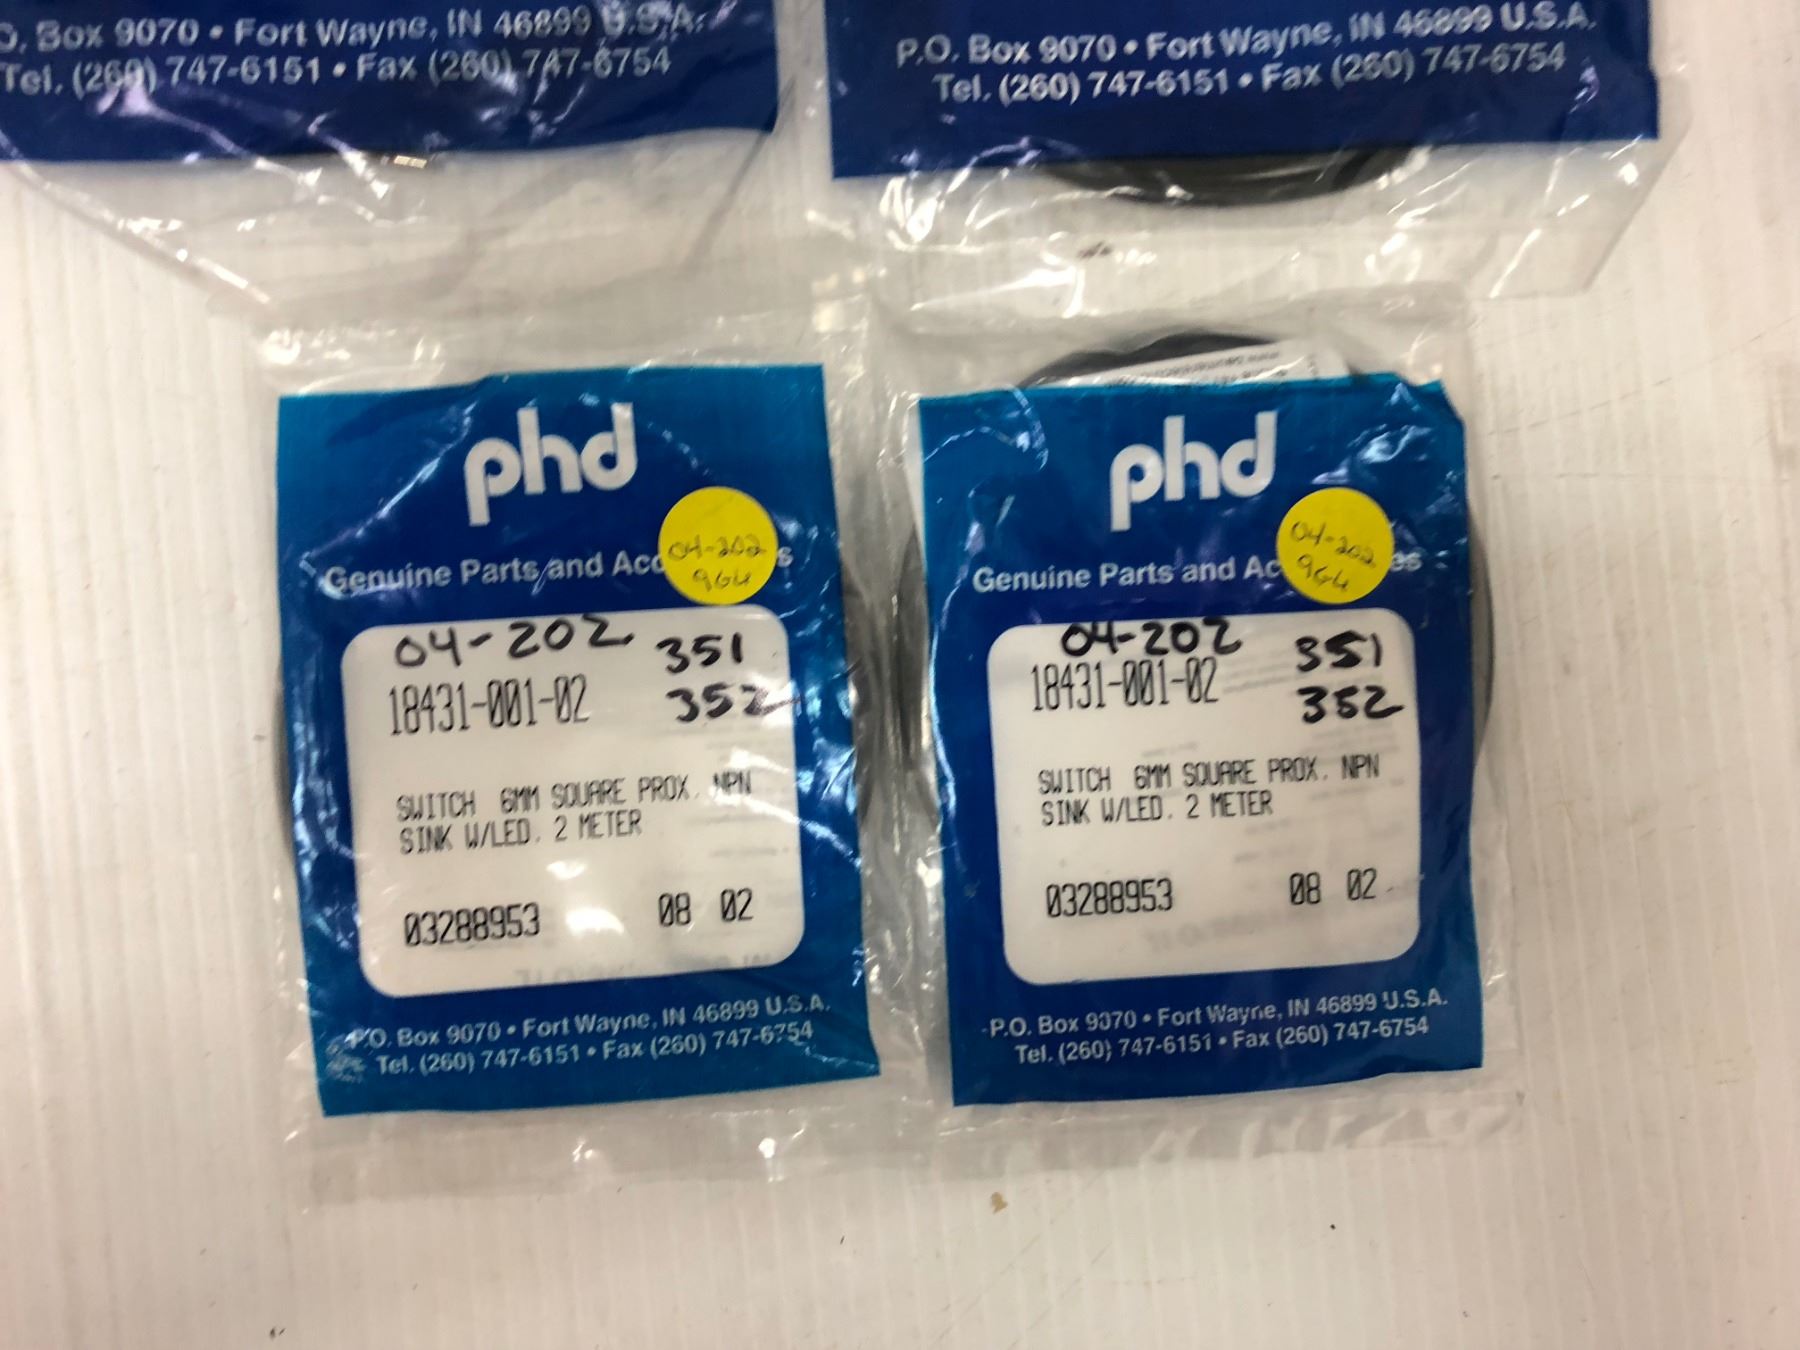 O. Box 9070 • Fort Wayne, IN 46899 U.S.A.
Tel. (260) 747-6151 • Fax (260) 747-6754
P.O. Box 9070 • Fort Wayne, IN 46899 U.S.A.
Tel. (260) 747-6151 • Fax (260) 747-6754
phd
04-202
964
Genuine Parts and Acc s
04-202 351
18431-001-02 352
SWITCH 6MM SQUARE PROX. NPN
SINK W/LED. 2 METER
03288953 08 02
P.O. Box 9070 • Fort Wayne, IN 46899 U.S.A.
Tel. (260) 747-6151 • Fax (260) 747-6754
phd
04-202
964
Genuine Parts and Ac es
04-202 351
18431-001-02 352
SWITCH 6MM SQUARE PROX. NPN
SINK W/LED. 2 METER
03288953 08 02
P.O. Box 9070 • Fort Wayne, IN 46899 U.S.A.
Tel. (260) 747-6151 • Fax (260) 747-6754